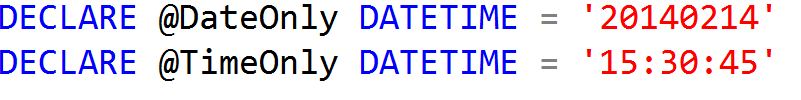 DECLARE @DateOnly DATETIME = '20140214'
DECLARE @TimeOnly DATETIME = '15:30:45'